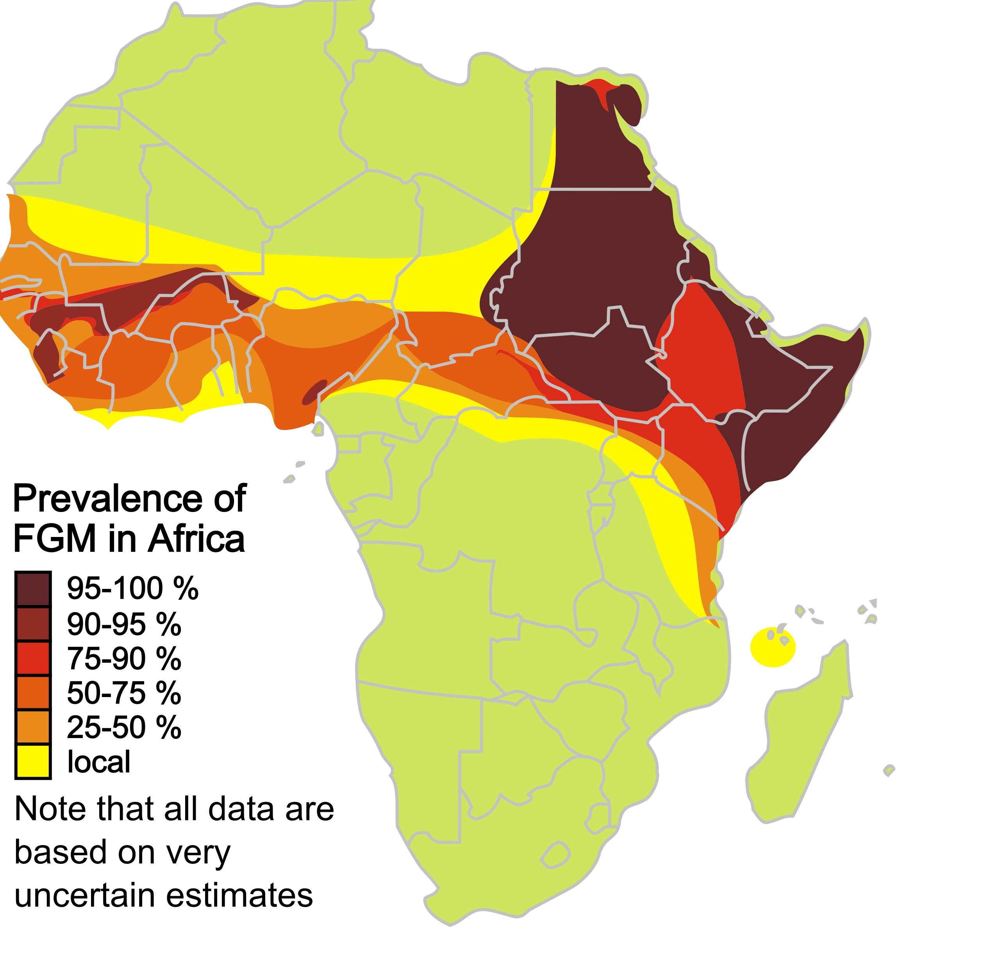 Prevalence of
FGM in Africa
95-100 %
90-95 %
75-90 %
50-75 %
25-50 %
local
Note that all data are
based on very
uncertain estimates